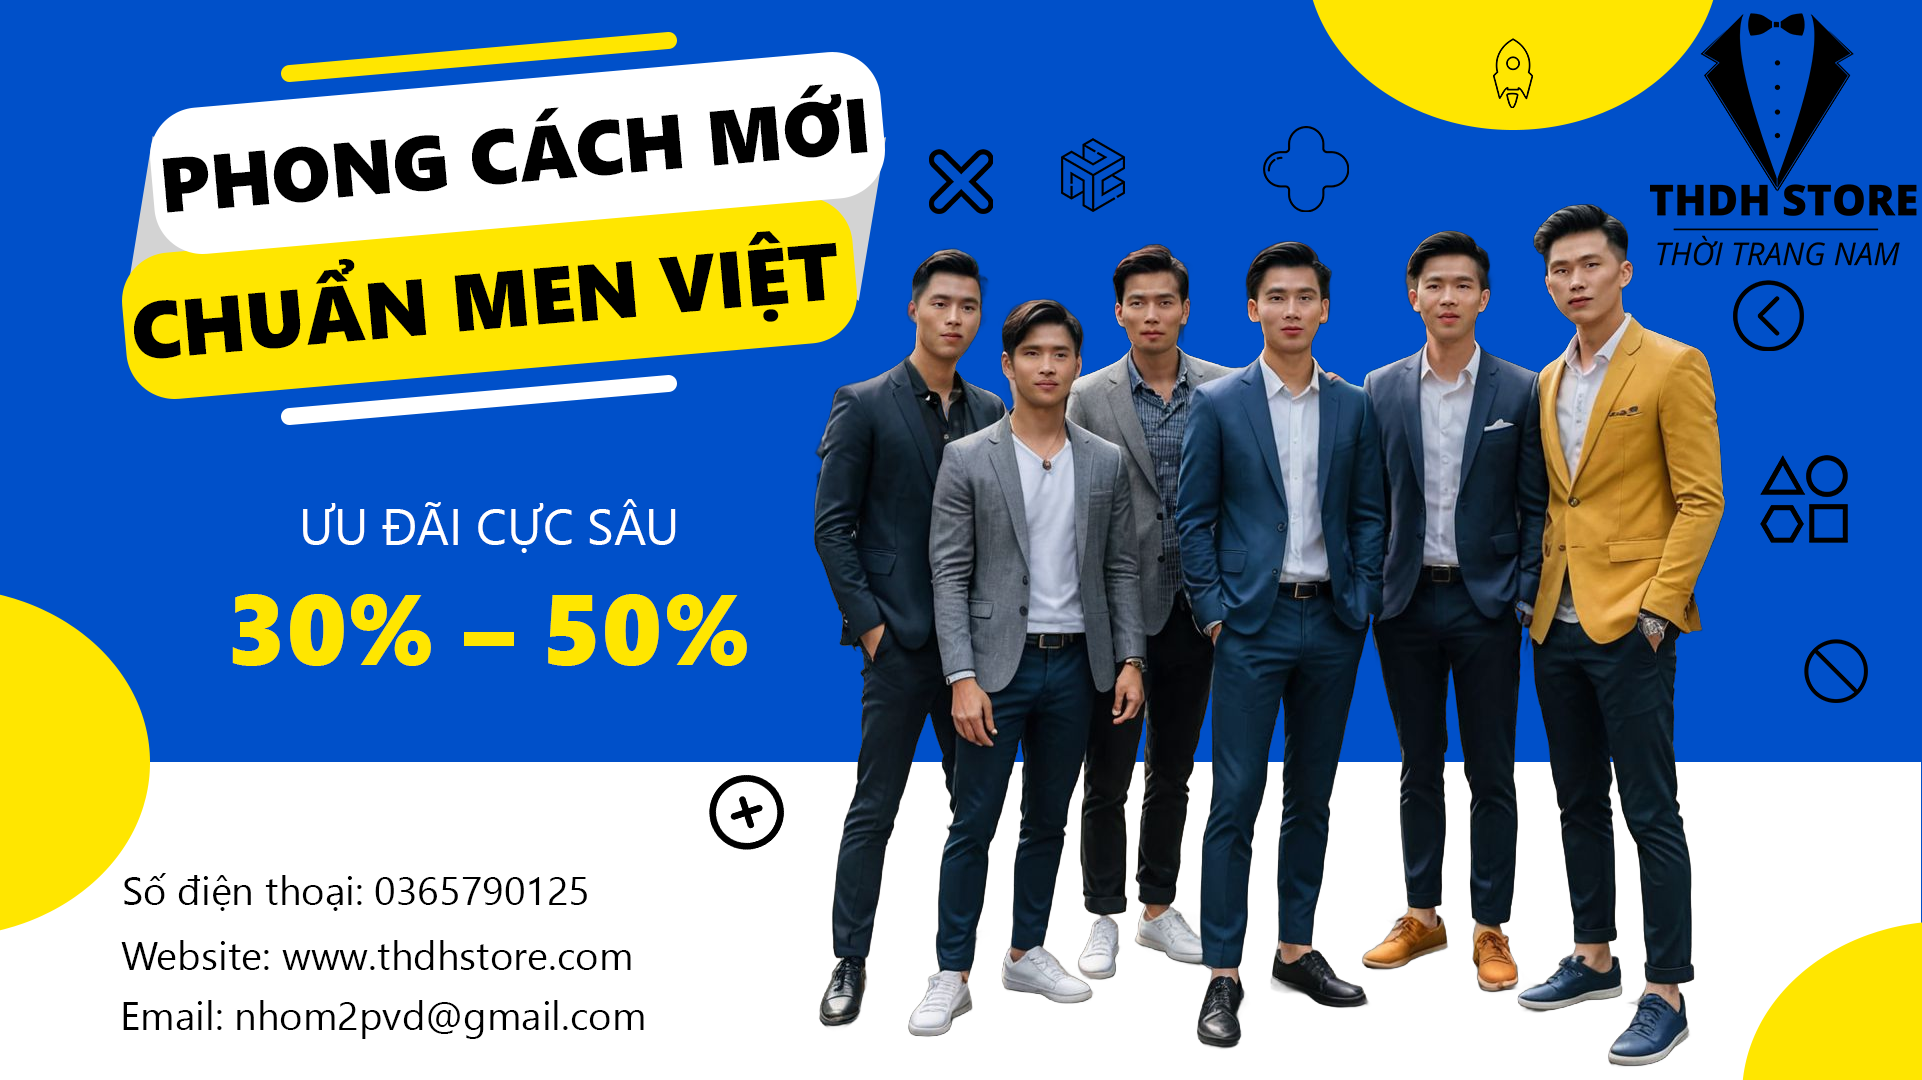 PHONG CÁCH MỚI
CHUẨN MEN VIỆT
ƯU ĐÃI CỰC SÂU
30% – 50%
THDH STORE
THỜI TRANG NAM
Số điện thoại: 0365790125
Website: www.thdhstore.com
Email: nhom2pvd@gmail.com